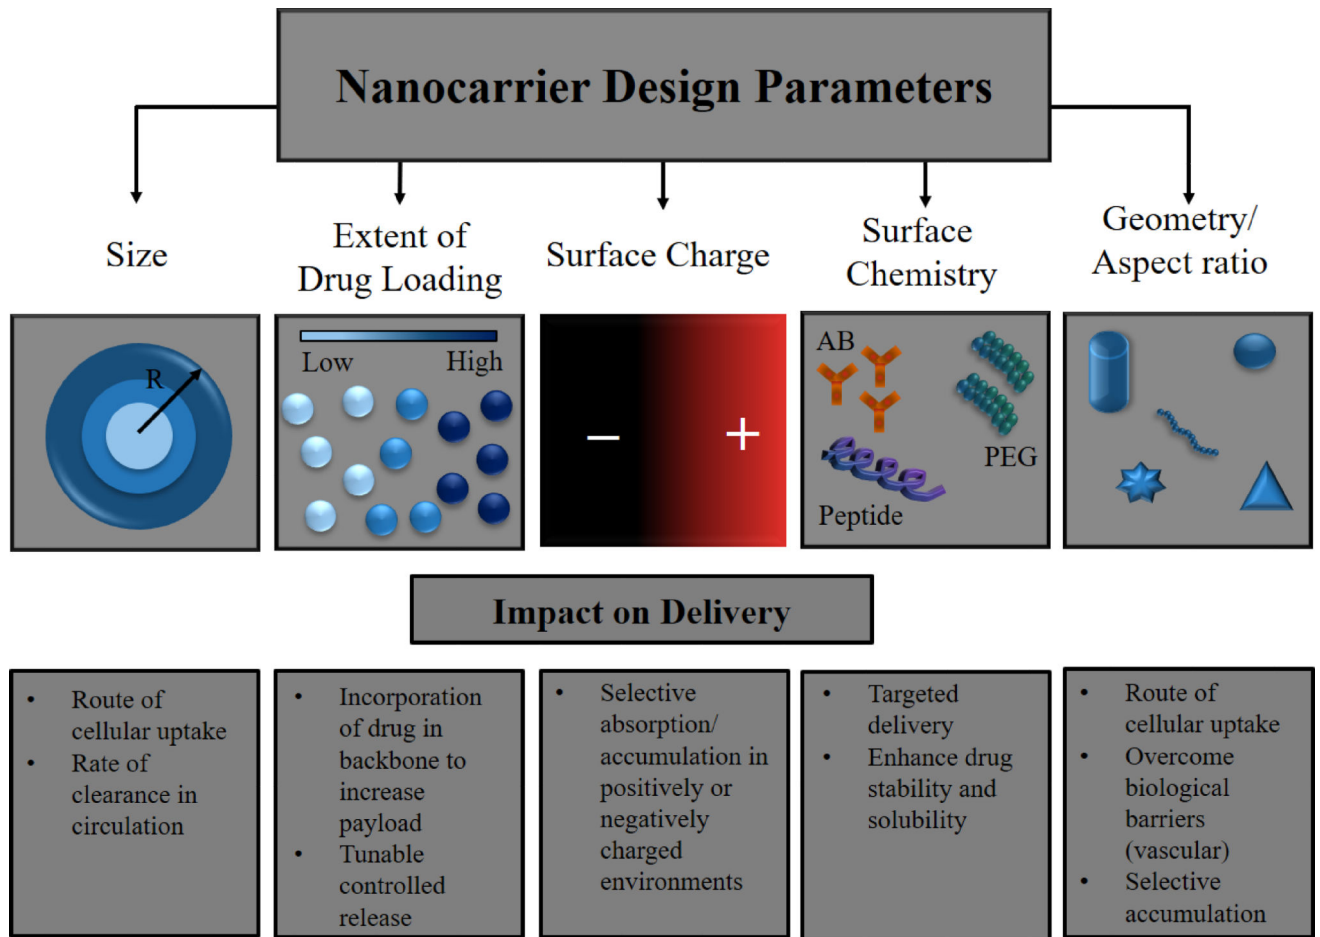 Nanocarrier Design Parameters
Size
Extent of
Drug Loading
Surface Charge
Surface
Chemistry
Geometry/
Aspect ratio
R
Low
High
−
+
AB
PEG
Peptide
Impact on Delivery
• Route of
cellular uptake
• Rate of
clearance in
circulation
• Incorporation
of drug in
backbone to
increase
payload
• Tunable
controlled
release
• Selective
absorption/
accumulation in
positively or
negatively
charged
environments
• Targeted
delivery
• Enhance drug
stability and
solubility
• Route of
cellular uptake
• Overcome
biological
barriers
(vascular)
• Selective
accumulation